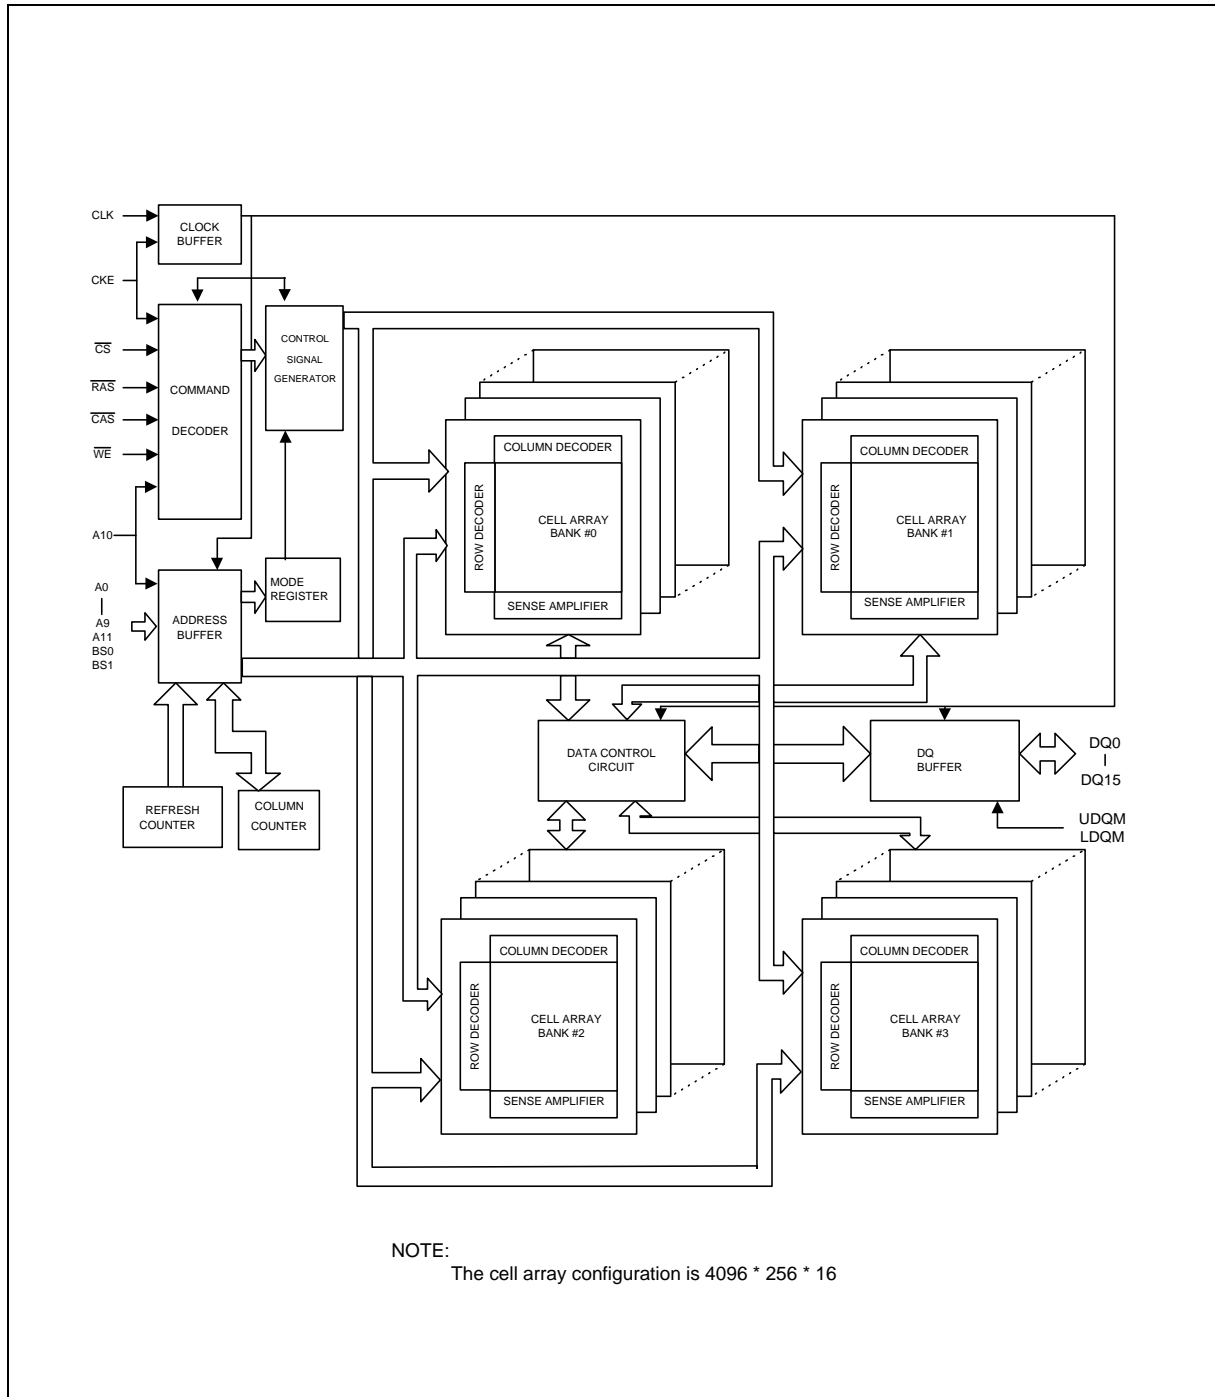 CLK
CLOCK
BUFFER
CKE
CS
RAS
CAS
WE
COMMAND
DECODER
CONTROL
SIGNAL
GENERATOR
A10
A0
A9
A11
BS0
BS1
ADDRESS
BUFFER
MODE
REGISTER
REFRESH
COUNTER
COLUMN
COUNTER
COLUMN DECODER
ROW DECODER
CELL ARRAY
BANK #0
SENSE AMPLIFIER
COLUMN DECODER
ROW DECODER
CELL ARRAY
BANK #1
SENSE AMPLIFIER
DATA CONTROL
CIRCUIT
DQ
BUFFER
DQ0
DQ15
UDQM
LDQM
COLUMN DECODER
ROW DECODER
CELL ARRAY
BANK #2
SENSE AMPLIFIER
COLUMN DECODER
ROW DECODER
CELL ARRAY
BANK #3
SENSE AMPLIFIER
NOTE:
The cell array configuration is 4096 * 256 * 16